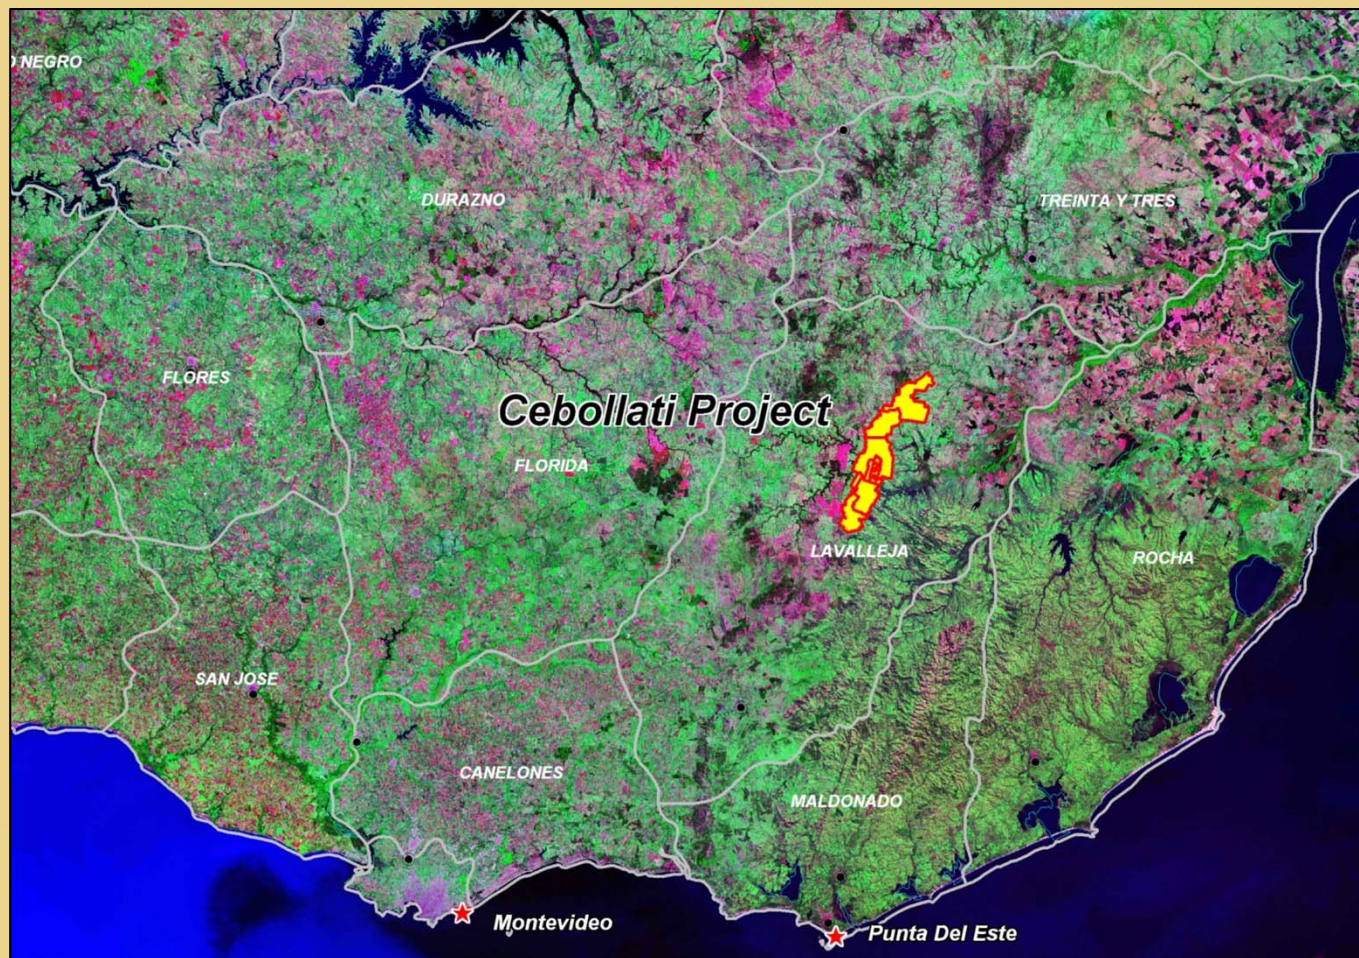 O NEGRO
DURAZNO
TREINTA Y TRES
FLORES
Cebollati Project
FLORIDA
LAVALLEJA
ROCHA
SAN JOSE
CANELONES
MALDONADO
Montevideo
Punta Del Este